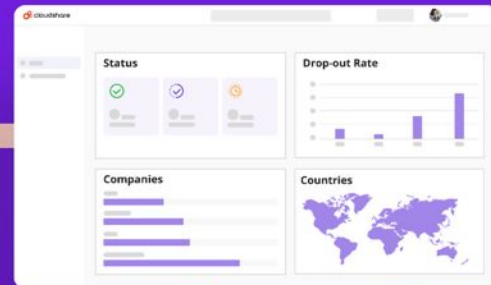 cloudshare
Status
Drop-out Rate
Companies
Countries